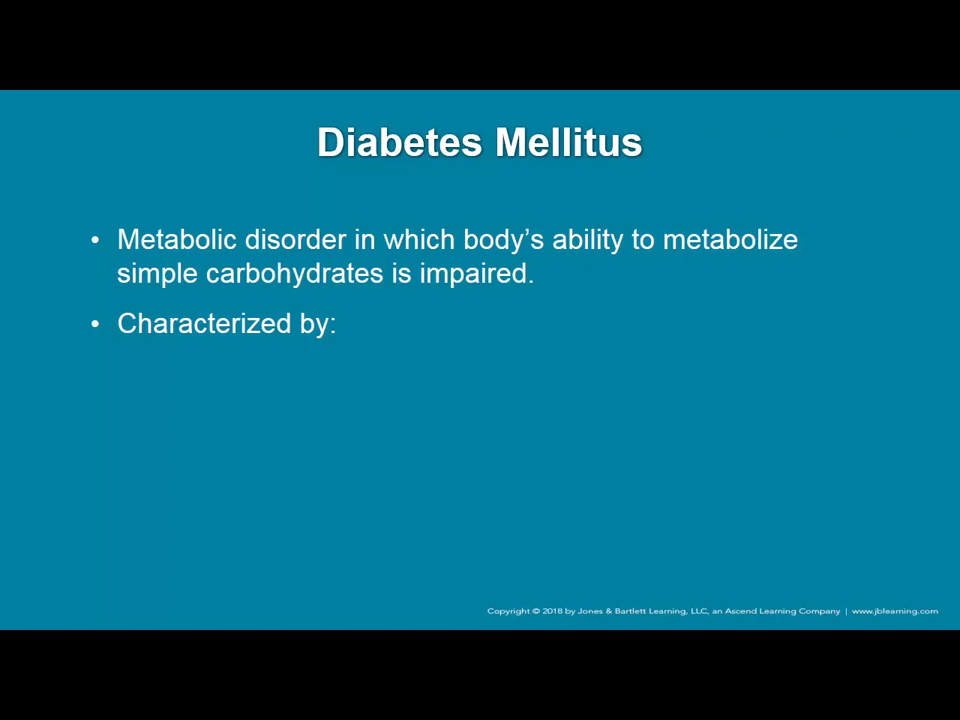 Diabetes Mellitus
• Metabolic disorder in which body’s ability to metabolize
simple carbohydrates is impaired.
• Characterized by:
Copyright © 2018 by Jones & Bartlett Learning, LLC, an Ascend Learning Company | www.jblearning.com